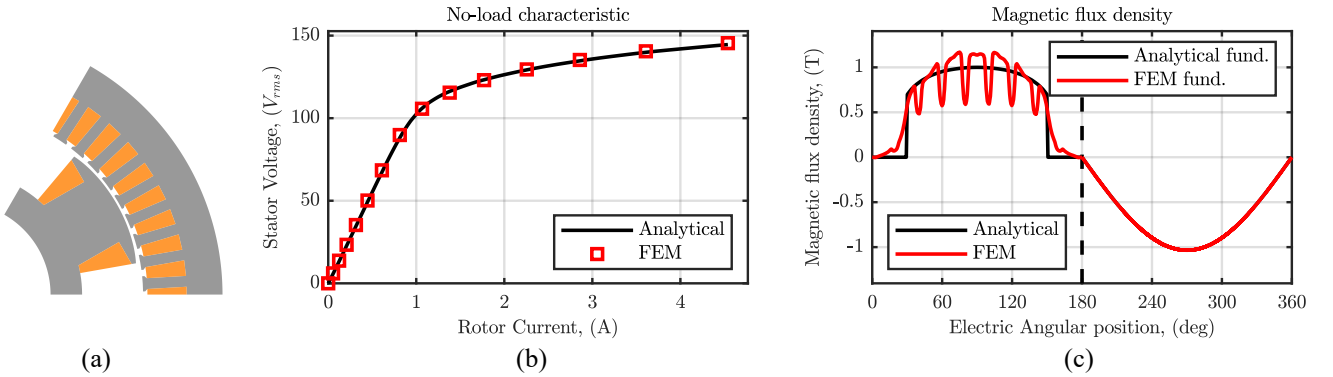 No-load characteristic
150
100
50
0
0 1 2 3 4
Stator Voltage, (V_rms)
Rotor Current, (A)
Analytical
FEM
Magnetic flux density
1
0.5
0
-0.5
-1
0 60 120 180 240 300 360
Magnetic flux density, (T)
Electric Angular position, (deg)
Analytical fund.
FEM fund.
Analytical
FEM
(a) (b) (c)